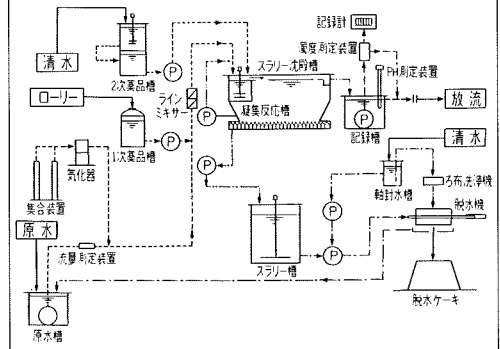 記録計
濁度測定装置
スラリー沈殿槽
PH測定装置
清水
2次薬品槽
ライン
ミキサー
凝集反応槽
放流
ローリー
記録槽
清水
1次薬品槽
気化器
軸封水槽
ろ布洗浄機
集合装置
脱水機
原水
流量測定装置
スラリー槽
脱水ケーキ
原水槽
P
P
P
P
P
P